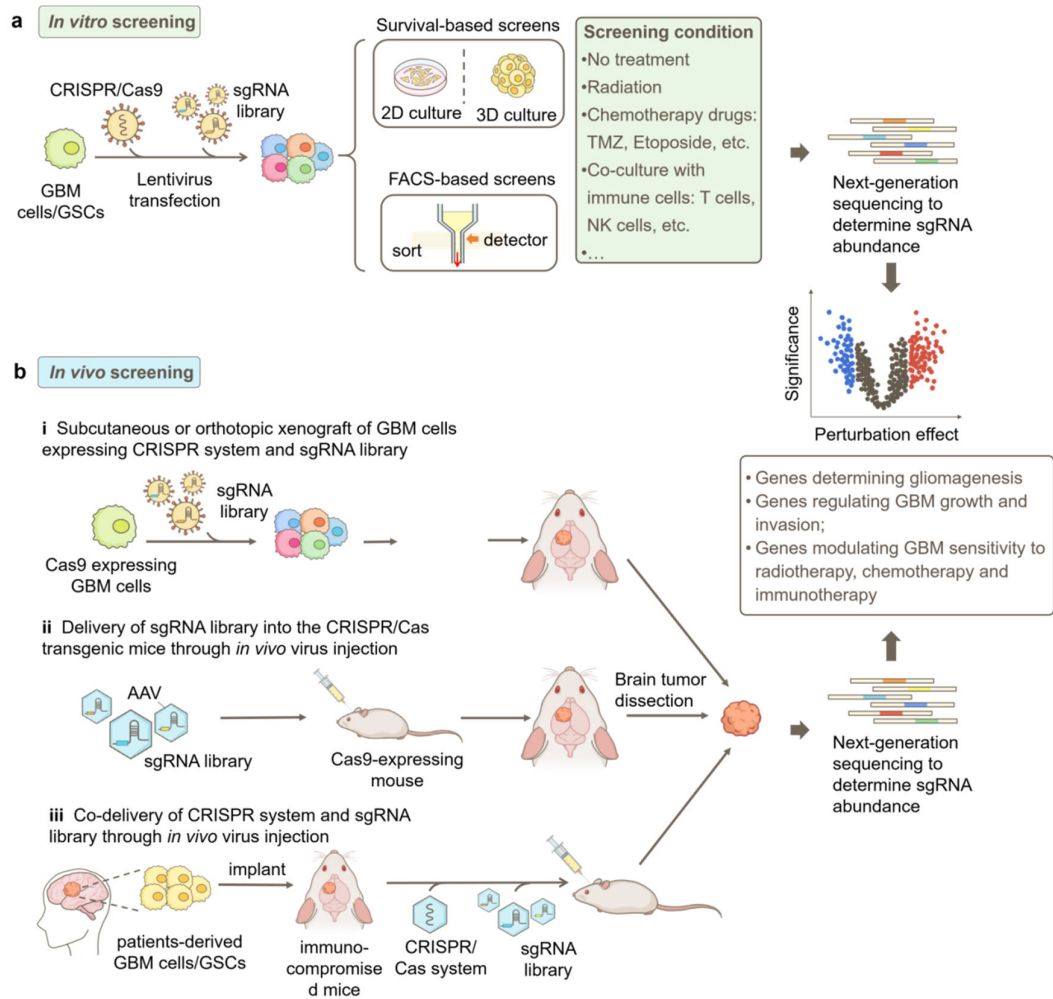 a
In vitro screening
CRISPR/Cas9
sgRNA
library
GBM
cells/GSCs
Lentivirus
transfection
Survival-based screens
2D culture
3D culture
FACS-based screens
sort
detector
Screening condition
•No treatment
•Radiation
•Chemotherapy drugs:
TMZ, Etoposide, etc.
•Co-culture with
immune cells: T cells,
NK cells, etc.
•...
Next-generation
sequencing to
determine sgRNA
abundance
Significance
Perturbation effect
• Genes determining gliomagenesis
• Genes regulating GBM growth and
invasion;
• Genes modulating GBM sensitivity to
radiotherapy, chemotherapy and
immunotherapy
b
In vivo screening
i Subcutaneous or orthotopic xenograft of GBM cells
expressing CRISPR system and sgRNA library
sgRNA
library
Cas9 expressing
GBM cells
ii Delivery of sgRNA library into the CRISPR/Cas
transgenic mice through in vivo virus injection
AAV
sgRNA library
Cas9-expressing
mouse
Brain tumor
dissection
Next-generation
sequencing to
determine sgRNA
abundance
iii Co-delivery of CRISPR system and sgRNA
library through in vivo virus injection
implant
patients-derived
GBM cells/GSCs
immuno-
compromise
d mice
CRISPR/
Cas system
sgRNA
library